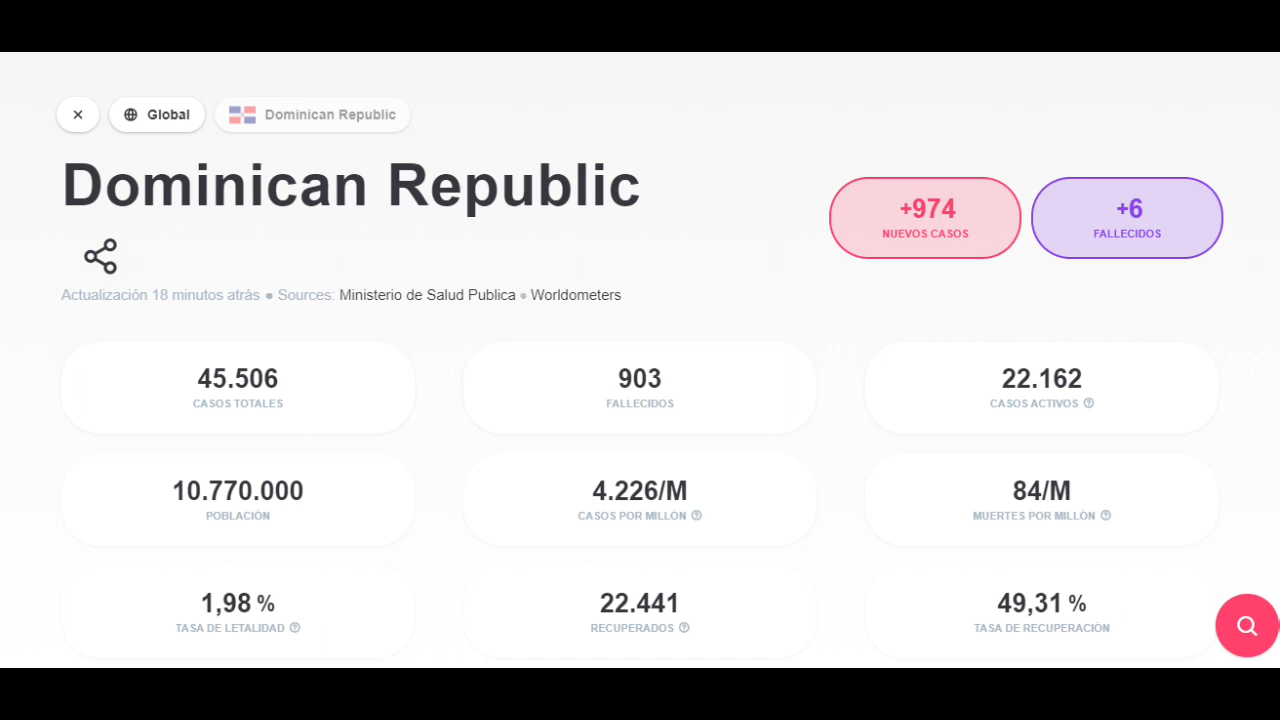 Global
Dominican Republic
Dominican Republic
+974
NUEVOS CASOS
+6
FALLECIDOS
Actualización 18 minutos atrás ● Sources: Ministerio de Salud Publica ● Worldometers
45.506
CASOS TOTALES
903
FALLECIDOS
22.162
CASOS ACTIVOS
10.770.000
POBLACIÓN
4.226/M
CASOS POR MILLÓN
84/M
MUERTES POR MILLÓN
1,98 %
TASA DE LETALIDAD
22.441
RECUPERADOS
49,31 %
TASA DE RECUPERACIÓN